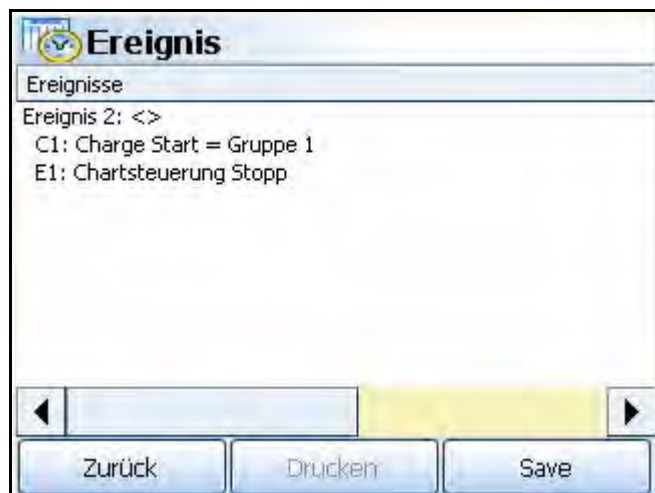 Ereignis
Ereignisse
Ereignis 2: <>
C1: Charge Start = Gruppe 1
E1: Chartsteuerung Stopp
Zurück Drucken Save